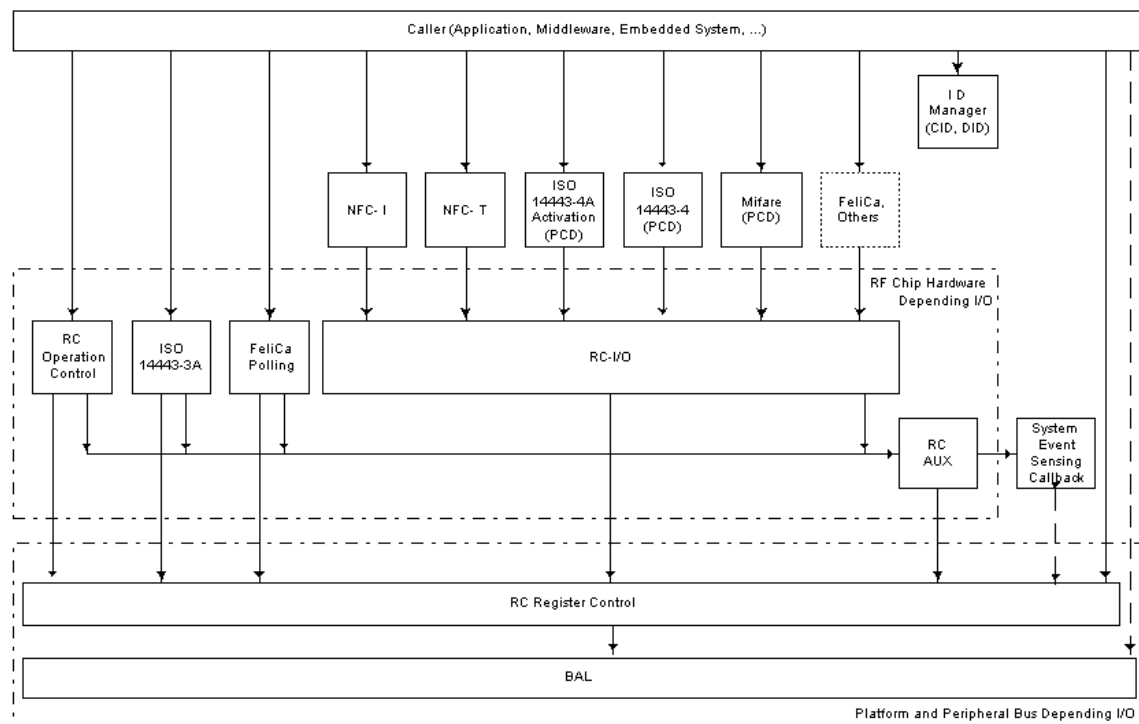 Caller (Application, Middleware, Embedded System, ...)
I D
Manager
(CID, DID)
NFC- I
NFC- T
ISO
14443-4A
Activation
(PCD)
ISO
14443-4
(PCD)
Mifare
(PCD)
FeliCa,
Others
RF Chip Hardware
Depending I/O
RC
Operation
Control
ISO
14443-3A
FeliCa
Polling
RC-I/O
RC
AUX
System
Event
Sensing
Callback
RC Register Control
BAL
Platform and Peripheral Bus Depending I/O